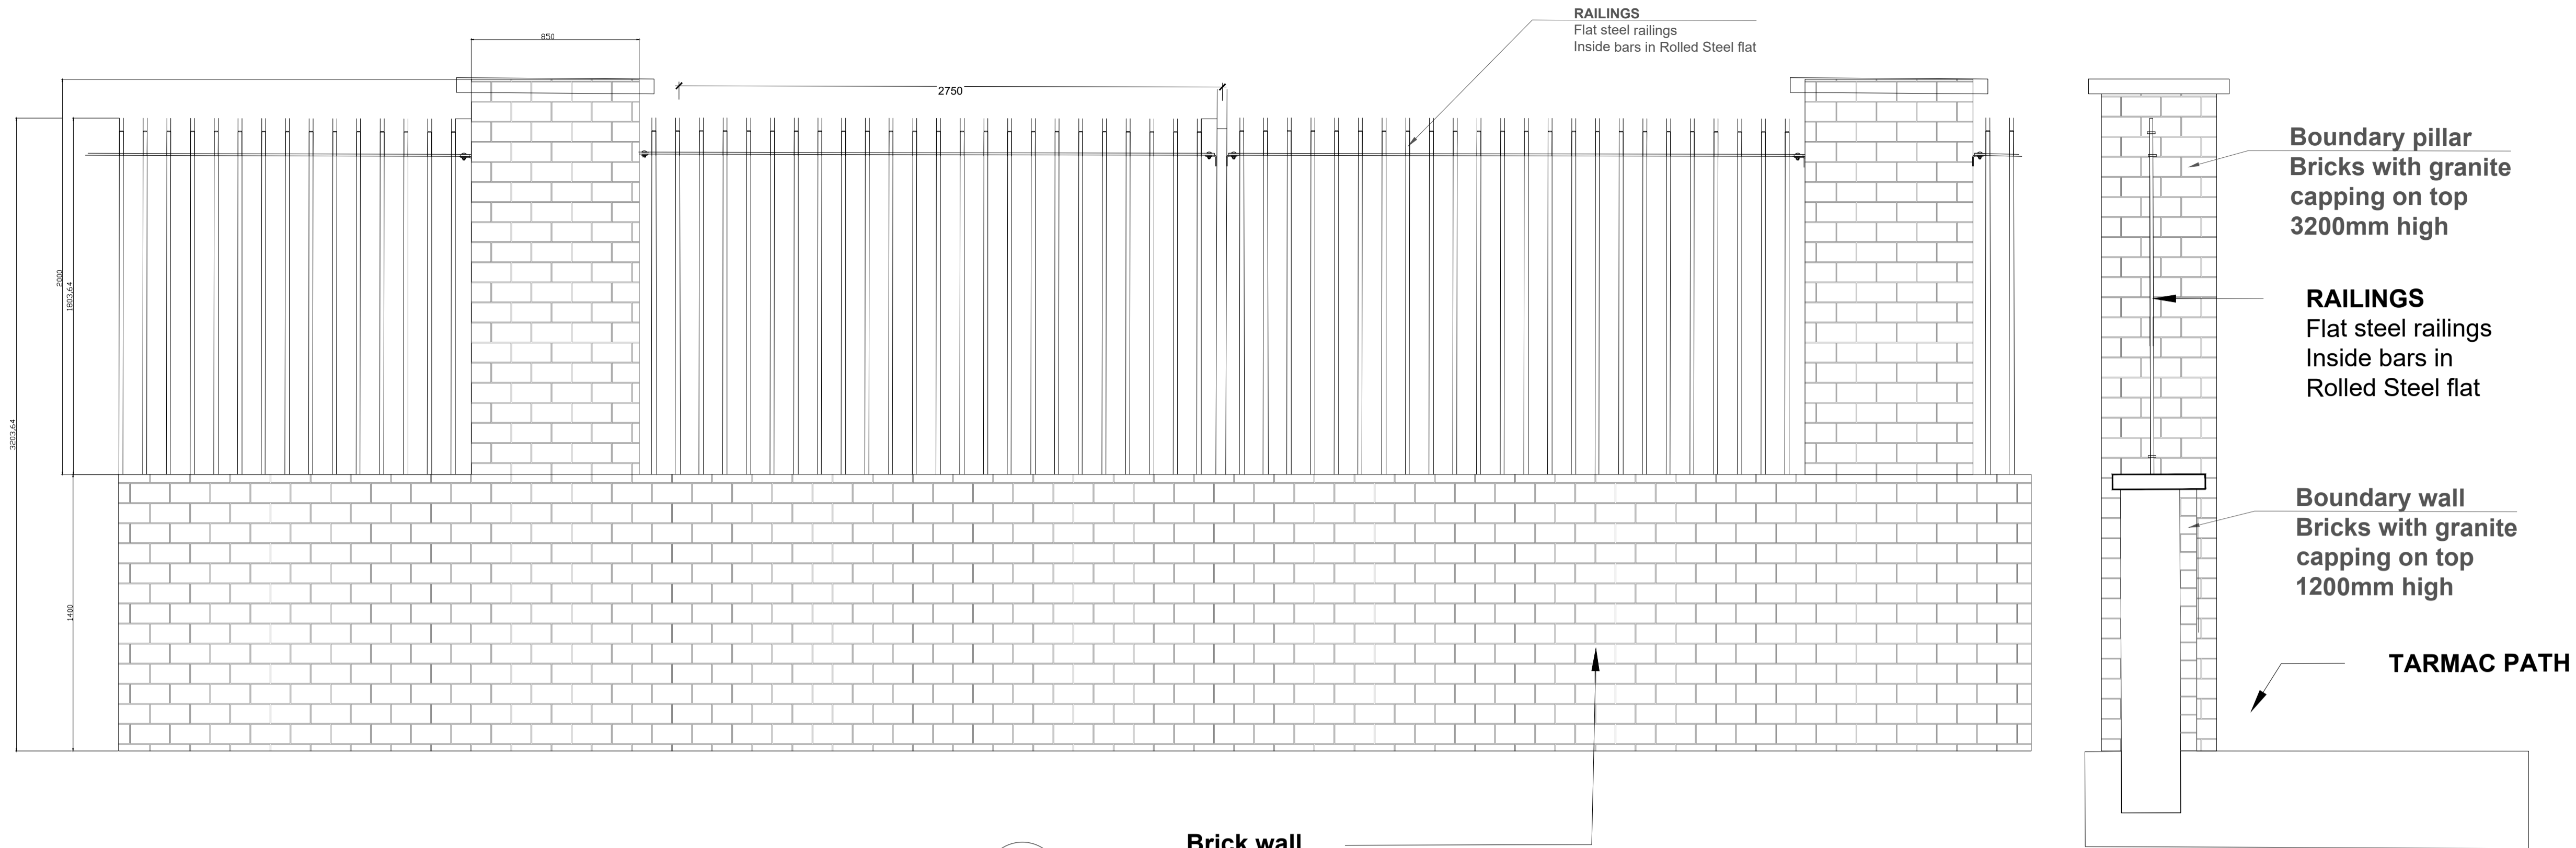 RAILINGS
Flat steel railings
Inside bars in Rolled Steel flat
850
2750
2000
1803,64
3203,64
1400
Boundary pillar
Bricks with granite
capping on top
3200mm high
RAILINGS
Flat steel railings
Inside bars in
Rolled Steel flat
Boundary wall
Bricks with granite
capping on top
1200mm high
TARMAC PATH
Brick wall